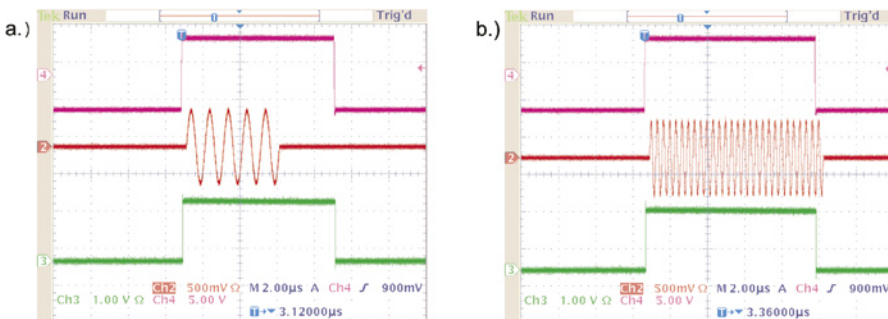 a.)
Tek Run Trig'd
T
4
2
3
Ch2 500mV Ω M 2.00μs A Ch4 ∫ 900mV
Ch3 1.00 V Ω Ch4 5.00 V
T→▼ 3.12000μs
b.)
Tek Run Trig'd
T
4
2
3
Ch2 500mV Ω M 2.00μs A Ch4 ∫ 900mV
Ch3 1.00 V Ω Ch4 5.00 V
T→▼ 3.36000μs